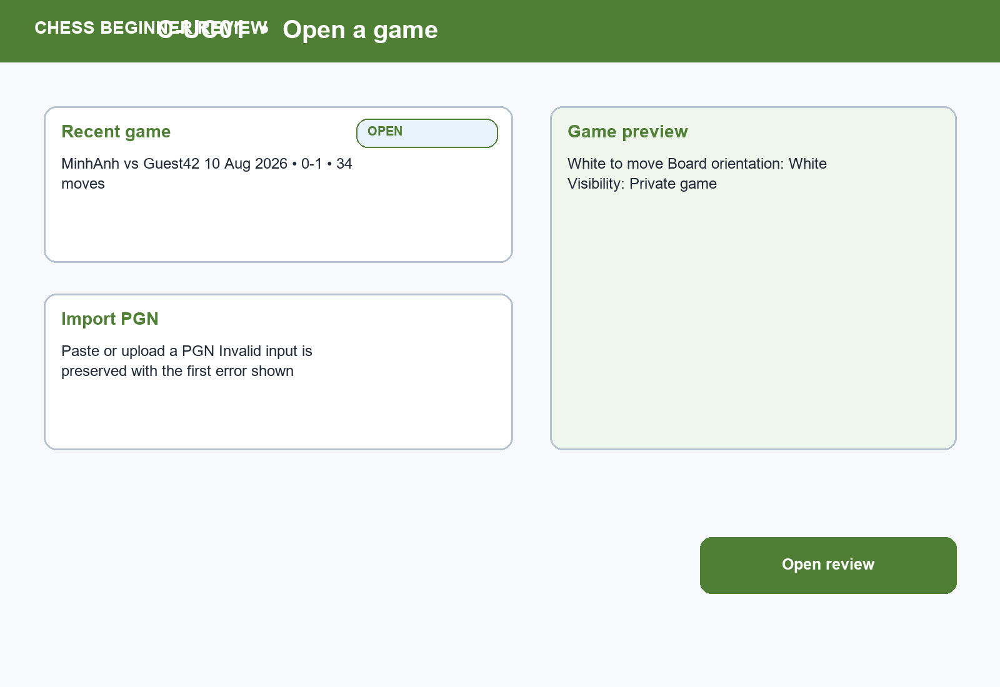 CHESS BEGINNER REVIEW
C-UC01 • Open a game
Recent game
OPEN
MinhAnh vs Guest42 10 Aug 2026 • 0-1 • 34
moves
Import PGN
Paste or upload a PGN Invalid input is
preserved with the first error shown
Game preview
White to move Board orientation: White
Visibility: Private game
Open review